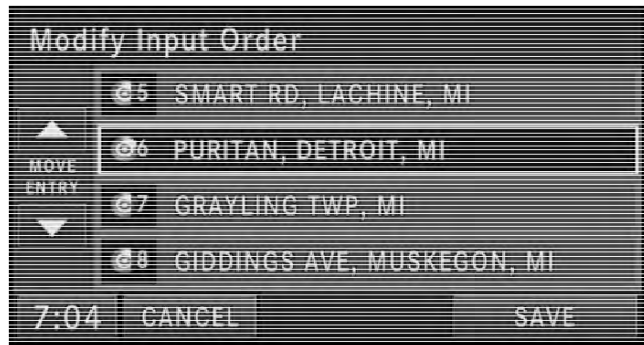 Modify Input Order
5 SMART RD, LACHINE, MI
6 PURITAN, DETROIT, MI
MOVE
ENTRY
7 GRAYLING TWP, MI
8 GIDDINGS AVE, MUSKEGON, MI
7:04 CANCEL SAVE